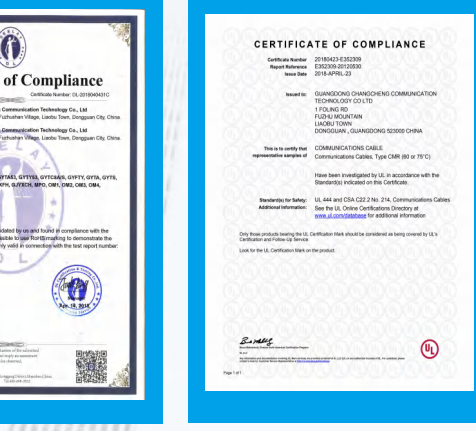 of Compliance
Certificate Number: DL-2018040431C
Communication Technology Co., Ltd
Fuzhushan Village, Liaobu Town, Dongguan City, China.
Communication Technology Co., Ltd
Fuzhushan Village, Liaobu Town, Dongguan City, China.
GYTA53, GYTY53, GYTC8A/S, GYFTY, GYTA, GYTS,
XFH, GJYXCH, MPO, OM1, OM2, OM3, OM4,
idated by us and found in compliance with the
ssible to use RoHS marking to demonstrate the
nly valid in connection with the test report number:
Apr. 19, 2018
CERTIFICATE OF COMPLIANCE
Certificate Number 20180423-E352309
Report Reference E352309-20120530
Issue Date 2018-APRIL-23
Issued to: GUANGDONG CHANGCHENG COMMUNICATION
TECHNOLOGY CO LTD
1 FOLING RD
FUZHU MOUNTAIN
LIAOBU TOWN
DONGGUAN , GUANGDONG 523000 CHINA
This is to certify that COMMUNICATIONS CABLE
representative samples of Communications Cables, Type CMR (60 or 75°C)
Have been investigated by UL in accordance with the
Standard(s) indicated on this Certificate.
Standard(s) for Safety: UL 444 and CSA C22.2 No. 214, Communications Cables
Additional Information: See the UL Online Certifications Directory at
www.ul.com/database for additional information
Only those products bearing the UL Certification Mark should be considered as being covered by UL's
Certification and Follow-Up Service.
Look for the UL Certification Mark on the product.
UL
Page 1 of 1